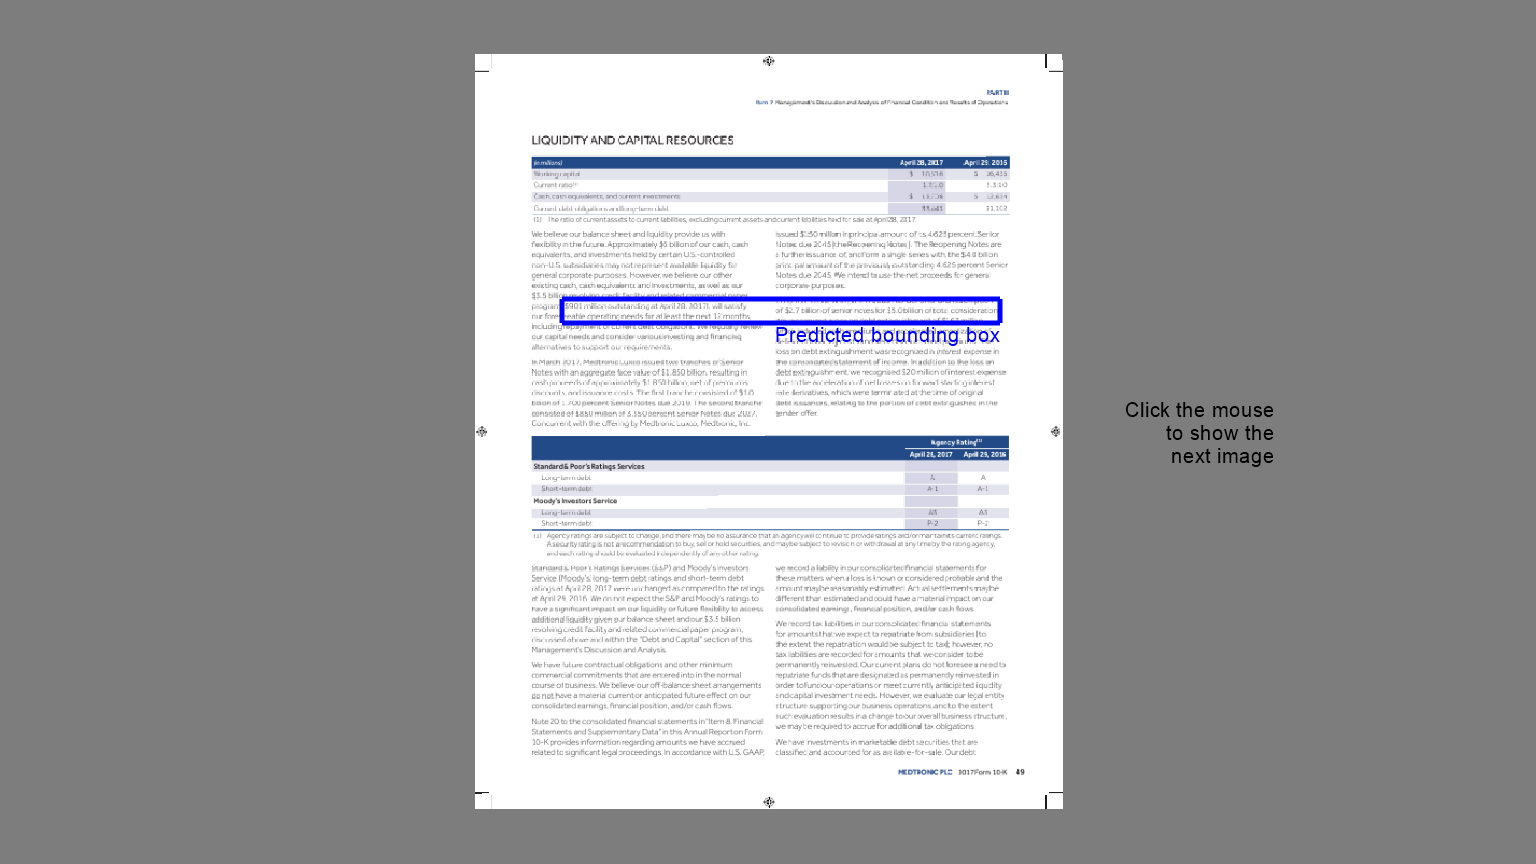 PART II
Item 7 Management's Discussion and Analysis of Financial Condition and Results of Operations
LIQUIDITY AND CAPITAL RESOURCES
(in millions) April 28, 2017 April 29, 2016
Working capital
Current ratio(1)
Cash, cash equivalents, and current investments
Current debt obligations and long-term debt
(1) The ratio of current assets to current liabilities, excluding current assets and current liabilities held for sale at April 28, 2017.
We believe our balance sheet and liquidity provide us with
flexibility in the future. Approximately $6 billion of our cash, cash
equivalents, and investments held by certain U.S.-controlled
non-U.S. subsidiaries may not represent available liquidity for
general corporate purposes. However, we believe our other
existing cash, cash equivalents and investments, as well as our
$3.5 billion revolving credit facility and related commercial paper
program ($901 million outstanding at April 28, 2017), will satisfy
our foreseeable operating needs for at least the next 12 months,
including repayment of current debt obligations. We regularly review
our capital needs and consider various investing and financing
alternatives to support our requirements.
In March 2017, Medtronic Luxco issued two tranches of Senior
Notes with an aggregate face value of $1.850 billion, resulting in
cash proceeds of approximately $1.850 billion, net of premiums
discounts, and issuance costs. The first tranche consisted of $1.0
billion of 1.700 percent Senior Notes due 2019. The second tranche
consisted of $850 million of 3.350 percent Senior Notes due 2027.
Concurrent with the offering by Medtronic Luxco, Medtronic, Inc.
issued $150 million in principal amount of its 4.625 percent Senior
Notes due 2045 (the Reopening Notes). The Reopening Notes are
a further issuance of, and form a single series with, the $4.0 billion
principal amount of the previously outstanding 4.625 percent Senior
Notes due 2045. We intend to use the net proceeds for general
corporate purposes.
of $2.7 billion of senior notes for $3.0 billion of total consideration
Predicted bounding box
loss on debt extinguishment was recognized in interest expense in
the consolidated statement of income. In addition to the loss on
debt extinguishment, we recognized $20 million of interest expense
due to the acceleration of net losses on forward starting interest
rate derivatives, which were terminated at the time of original
debt issuances, relating to the portion of debt extinguished in the
tender offer.
Click the mouse
to show the
next image
Agency Rating(1)
April 28, 2017 April 29, 2016
Standard & Poor's Ratings Services
Long-term debt A A
Short-term debt A-1 A-1
Moody's Investors Service
Long-term debt A3 A3
Short-term debt P-2 P-2
(1) Agency ratings are subject to change, and there may be no assurance that an agency will continue to provide ratings and/or maintain its current ratings.
A security rating is not a recommendation to buy, sell or hold securities, and may be subject to revision or withdrawal at any time by the rating agency,
and each rating should be evaluated independently of any other rating.
Standard & Poor's Ratings Services (S&P) and Moody's Investors
Service (Moody's) long-term debt ratings and short-term debt
ratings at April 28, 2017 were unchanged as compared to the ratings
at April 29, 2016. We do not expect the S&P and Moody's ratings to
have a significant impact on our liquidity or future flexibility to access
additional liquidity given our balance sheet and our $3.5 billion
revolving credit facility and related commercial paper program,
discussed above and within the "Debt and Capital" section of this
Management's Discussion and Analysis.
We have future contractual obligations and other minimum
commercial commitments that are entered into in the normal
course of business. We believe our off-balance sheet arrangements
do not have a material current or anticipated future effect on our
consolidated earnings, financial position, and/or cash flows.
Note 20 to the consolidated financial statements in "Item 8. Financial
Statements and Supplementary Data" in this Annual Report on Form
10-K provides information regarding amounts we have accrued
related to significant legal proceedings. In accordance with U.S. GAAP,
we record a liability in our consolidated financial statements for
these matters when a loss is known or considered probable and the
amount may be reasonably estimated. Actual settlements may be
different than estimated and could have a material impact on our
consolidated earnings, financial position, and/or cash flows.
We record tax liabilities in our consolidated financial statements
for amounts that we expect to repatriate from subsidiaries (to
the extent the repatriation would be subject to tax); however, no
tax liabilities are recorded for amounts that we consider to be
permanently reinvested. Our current plans do not foresee a need to
repatriate funds that are designated as permanently reinvested in
order to fund our operations or meet currently anticipated liquidity
and capital investment needs. However, we evaluate our legal entity
structure supporting our business operations, and to the extent
such evaluation results in a change to our overall business structure,
we may be required to accrue for additional tax obligations.
We have investments in marketable debt securities that are
classified and accounted for as available-for-sale. Our debt
MEDTRONIC PLC 2017 Form 10-K 49